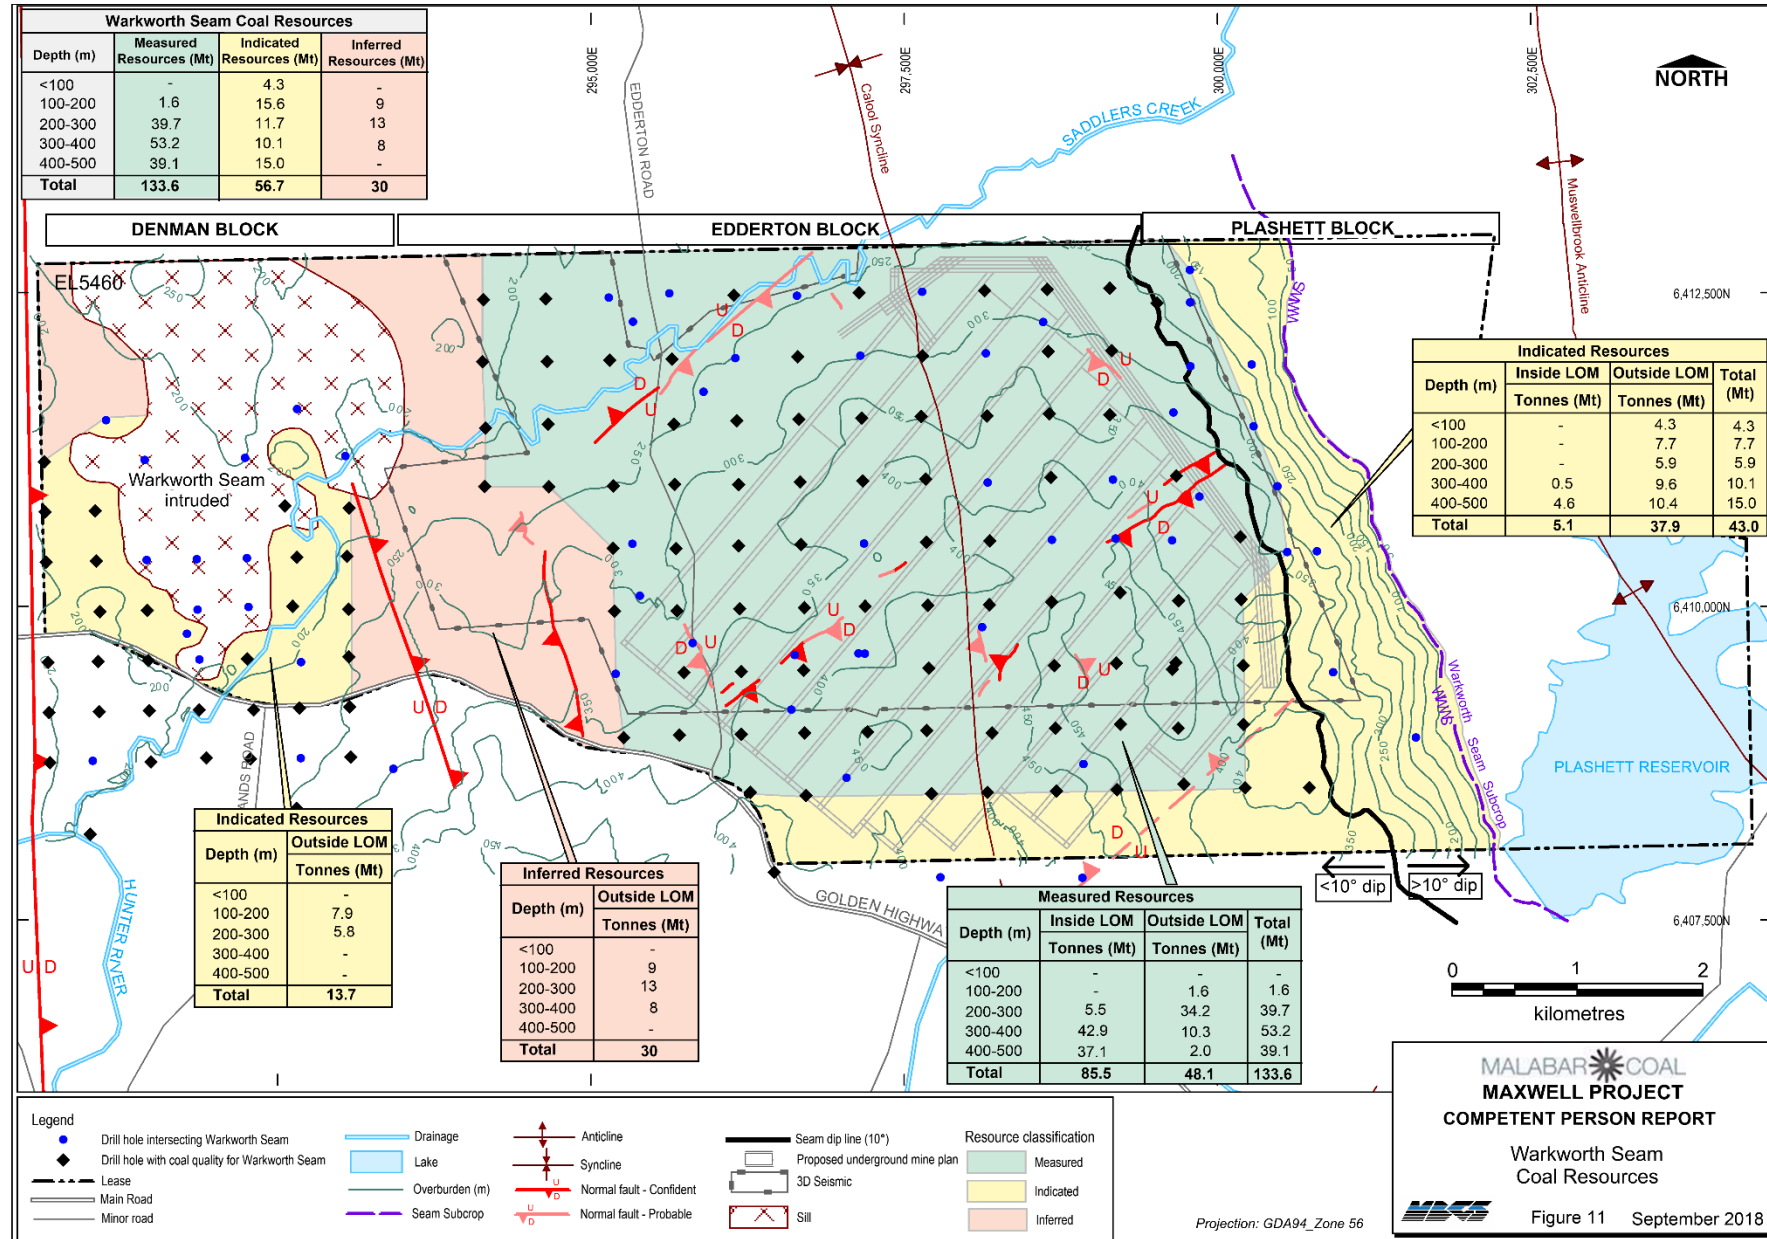 Warkworth Seam Coal Resources
Depth (m) Measured Resources (Mt) Indicated Resources (Mt) Inferred Resources (Mt)
<100 - 4.3 -
100-200 1.6 15.6 9
200-300 39.7 11.7 13
300-400 53.2 10.1 8
400-500 39.1 15.0 -
Total 133.6 56.7 30
295,000E
297,500E
300,000E
302,500E
NORTH
EDDERTON ROAD
Calool Syncline
SADDLERS CREEK
Muswellbrook Anticline
DENMAN BLOCK
EDDERTON BLOCK
PLASHETT BLOCK
EL5460
6,412,500N
Warkworth Seam
intruded
Indicated Resources
Depth (m) Inside LOM Outside LOM Total (Mt)
Tonnes (Mt) Tonnes (Mt)
<100 - 4.3 4.3
100-200 - 7.7 7.7
200-300 - 5.9 5.9
300-400 0.5 9.6 10.1
400-500 4.6 10.4 15.0
Total 5.1 37.9 43.0
6,410,000N
Warkworth Seam Subcrop
PLASHETT RESERVOIR
ANDS ROAD
HUNTER RIVER
Indicated Resources
Depth (m) Outside LOM
Tonnes (Mt)
<100 -
100-200 7.9
200-300 5.8
300-400 -
400-500 -
Total 13.7
Inferred Resources
Depth (m) Outside LOM
Tonnes (Mt)
<100 -
100-200 9
200-300 13
300-400 8
400-500 -
Total 30
GOLDEN HIGHWA
<10° dip
>10° dip
Measured Resources
Depth (m) Inside LOM Outside LOM Total (Mt)
Tonnes (Mt) Tonnes (Mt)
<100 - - -
100-200 - 1.6 1.6
200-300 5.5 34.2 39.7
300-400 42.9 10.3 53.2
400-500 37.1 2.0 39.1
Total 85.5 48.1 133.6
6,407,500N
0 1 2
kilometres
Legend
Drill hole intersecting Warkworth Seam
Drill hole with coal quality for Warkworth Seam
Lease
Main Road
Minor road
Drainage
Lake
Overburden (m)
Seam Subcrop
Anticline
Syncline
U
D
Normal fault - Confident
U
D
Normal fault - Probable
Seam dip line (10°)
Proposed underground mine plan
3D Seismic
Sill
Resource classification
Measured
Indicated
Inferred
Projection: GDA94_Zone 56
MALABAR COAL
MAXWELL PROJECT
COMPETENT PERSON REPORT
Warkworth Seam
Coal Resources
Figure 11 September 2018